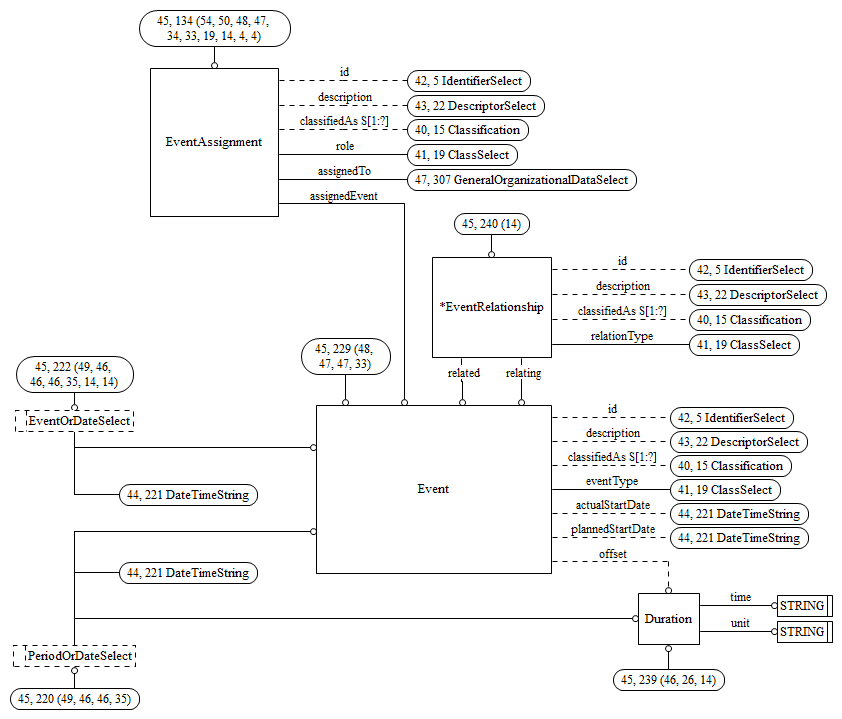 45, 134 (54, 50, 48, 47,
34, 33, 19, 14, 4, 4)
EventAssignment
id
42, 5 IdentifierSelect
description
43, 22 DescriptorSelect
classifiedAs S[1:?]
40, 15 Classification
role
41, 19 ClassSelect
assignedTo
47, 307 GeneralOrganizationalDataSelect
assignedEvent
45, 240 (14)
*EventRelationship
id
42, 5 IdentifierSelect
description
43, 22 DescriptorSelect
classifiedAs S[1:?]
40, 15 Classification
relationType
41, 19 ClassSelect
related
relating
45, 229 (48,
47, 47, 33)
45, 222 (49, 46,
46, 46, 35, 14, 14)
EventOrDateSelect
44, 221 DateTimeString
Event
id
42, 5 IdentifierSelect
description
43, 22 DescriptorSelect
classifiedAs S[1:?]
40, 15 Classification
eventType
41, 19 ClassSelect
actualStartDate
44, 221 DateTimeString
plannedStartDate
44, 221 DateTimeString
offset
44, 221 DateTimeString
Duration
time
STRING
unit
STRING
PeriodOrDateSelect
45, 220 (49, 46, 46, 35)
45, 239 (46, 26, 14)